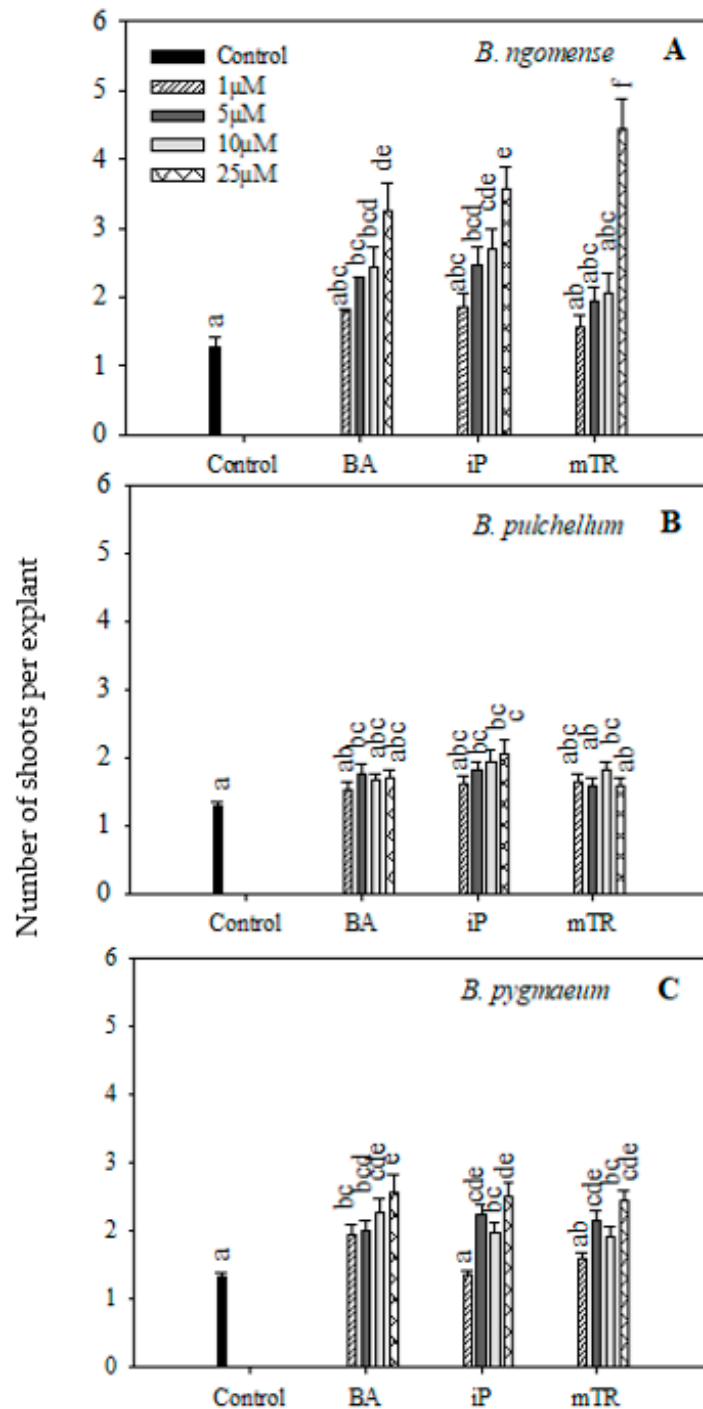 Number of shoots per explant
6
5
4
3
2
1
0
Control
1µM
5µM
10µM
25µM
B. ngomense A
a
abc
bc
bcd
de
abc
bcd
cde
e
ab
abc
abc
f
Control BA iP mTR
6
5
4
3
2
1
0
B. pulchellum B
a
ab
bc
abc
abc
abc
bc
bc
c
abc
ab
bc
ab
Control BA iP mTR
6
5
4
3
2
1
0
B. pygmaeum C
a
bc
bcd
cde
e
a
cde
bc
de
ab
cde
bc
cde
Control BA iP mTR